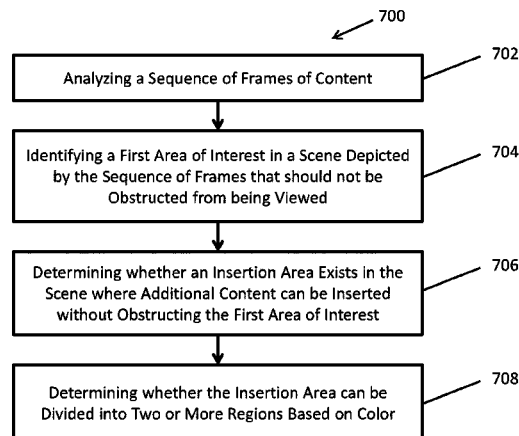 700
702
Analyzing a Sequence of Frames of Content
704
Identifying a First Area of Interest in a Scene Depicted
by the Sequence of Frames that should not be
Obstructed from being Viewed
706
Determining whether an Insertion Area Exists in the
Scene where Additional Content can be Inserted
without Obstructing the First Area of Interest
708
Determining whether the Insertion Area can be
Divided into Two or More Regions Based on Color